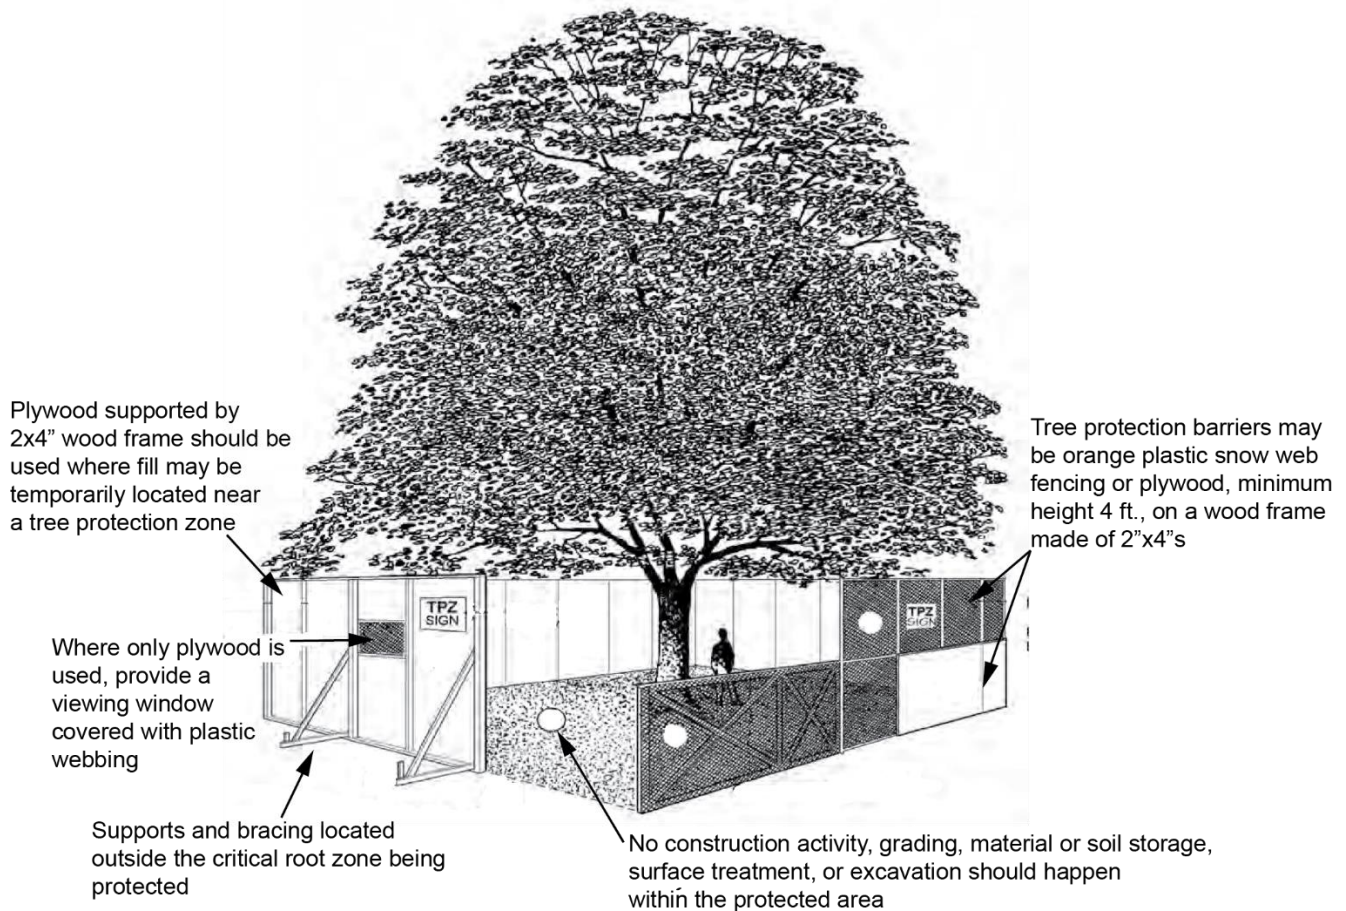 Plywood supported by
2x4” wood frame should be
used where fill may be
temporarily located near
a tree protection zone
Tree protection barriers may
be orange plastic snow web
fencing or plywood, minimum
height 4 ft., on a wood frame
made of 2”x4”s
TPZ
SIGN
TPZ
SIGN
Where only plywood is
used, provide a
viewing window
covered with plastic
webbing
Supports and bracing located
outside the critical root zone being
protected
No construction activity, grading, material or soil storage,
surface treatment, or excavation should happen
within the protected area